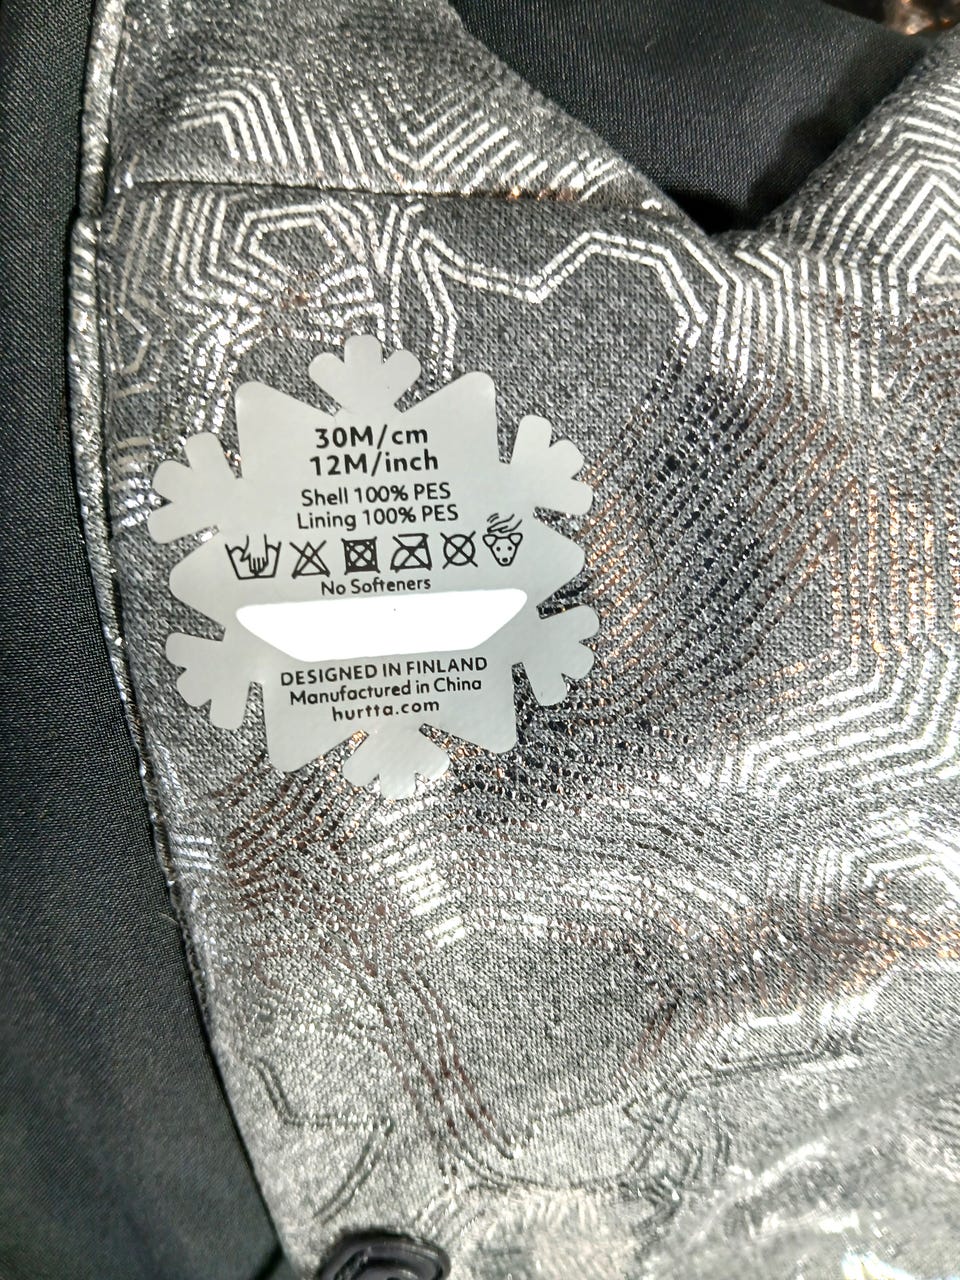 30M/cm
12M/inch
Shell 100% PES
Lining 100% PES
No Softeners
DESIGNED IN FINLAND
Manufactured in China
hurtta.com